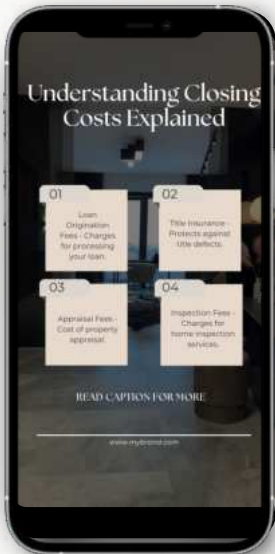 Understanding Closing
Costs Explained
01
Loan
Origination
Fees - Charges
for processing
your loan.
02
Title Insurance -
Protects against
title defects.
03
Appraisal Fees -
Cost of property
appraisal.
04
Inspection Fees -
Charges for
home inspection
services.
READ CAPTION FOR MORE
www.mybrand.com